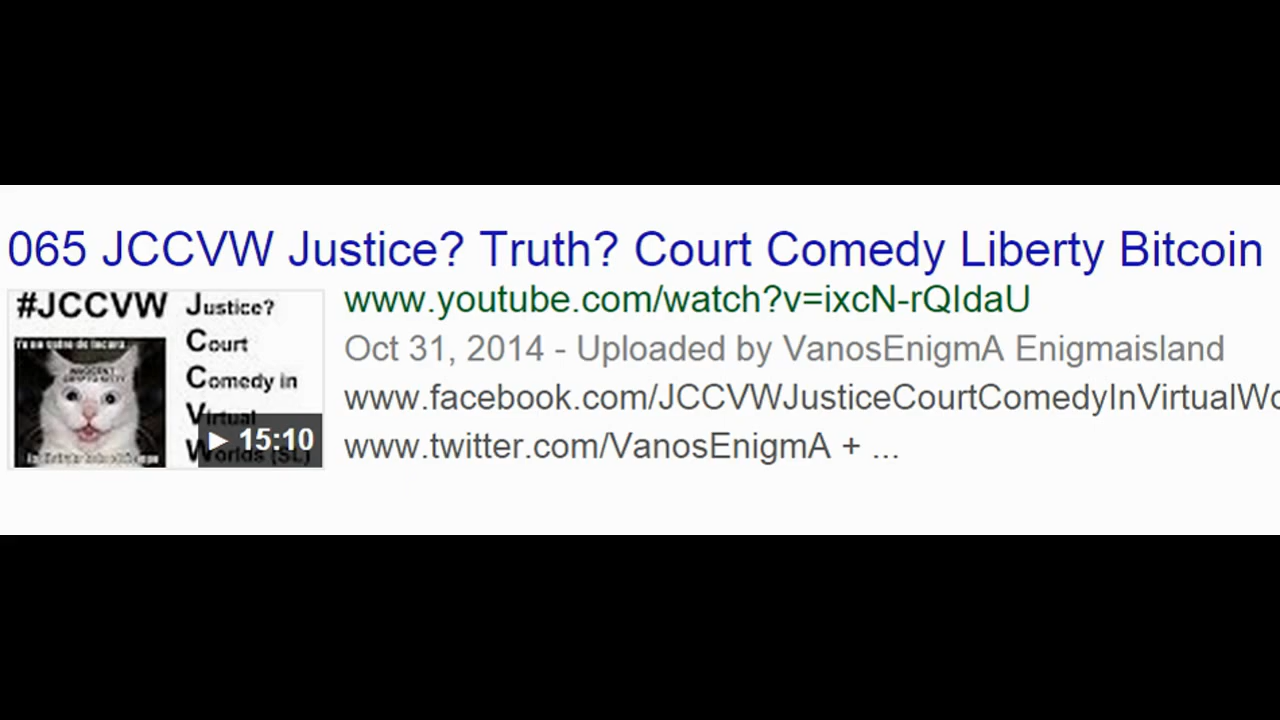 065 JCCVW Justice? Truth? Court Comedy Liberty Bitcoin
#JCCVW
Justice?
Court
Comedy in
Virtual
Worlds (SL)
15:10
www.youtube.com/watch?v=ixcN-rQIdaU
Oct 31, 2014 - Uploaded by VanosEnigmA Enigmaisland
www.facebook.com/JCCVWJusticeCourtComedyInVirtualWo
www.twitter.com/VanosEnigmA + ...